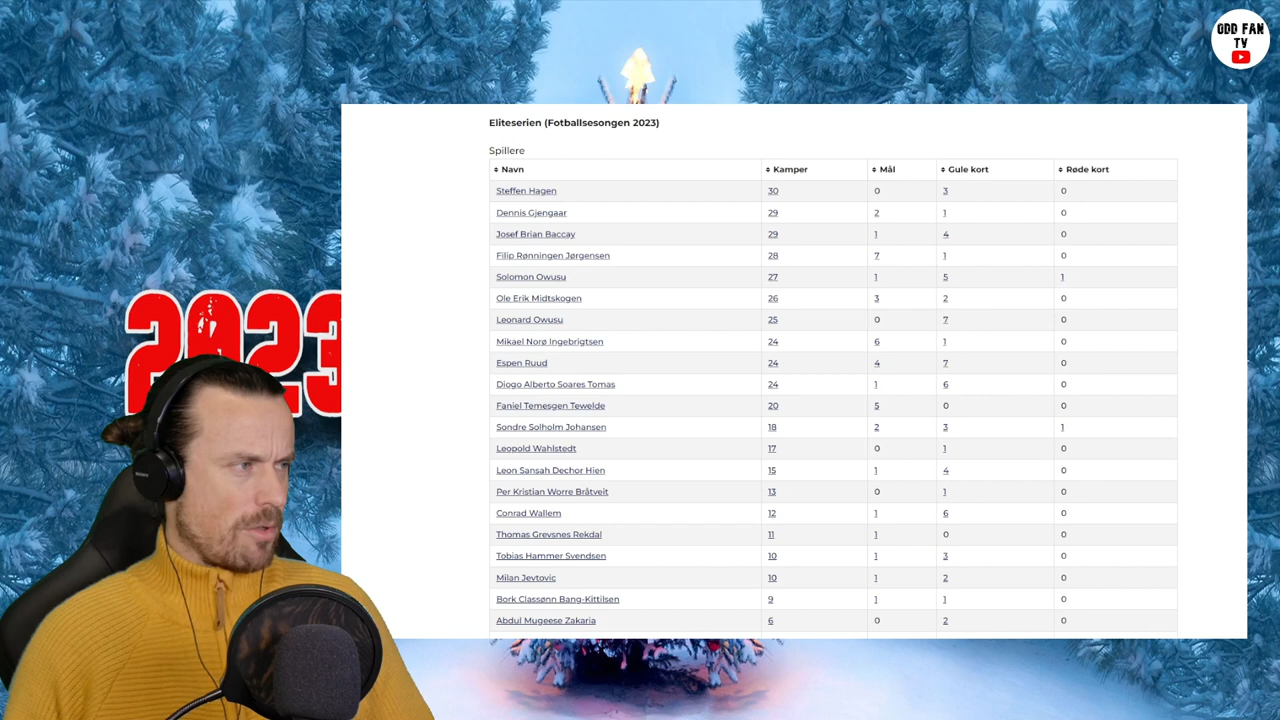 ODD FAN
TV
Eliteserien (Fotballsesongen 2023)
Spillere
Navn Kamper Mål Gule kort Røde kort
Steffen Hagen 30 0 3 0
Dennis Gjengaar 29 2 1 0
Josef Brian Baccay 29 1 4 0
Filip Rønningen Jørgensen 28 7 1 0
Solomon Owusu 27 1 5 1
Ole Erik Midtskogen 26 3 2 0
Leonard Owusu 25 0 7 0
Mikael Norø Ingebrigtsen 24 6 1 0
Espen Ruud 24 4 7 0
Diogo Alberto Soares Tomas 24 1 6 0
Faniel Temesgen Tewelde 20 5 0 0
Sondre Solholm Johansen 18 2 3 1
Leopold Wahlstedt 17 0 1 0
Leon Sansah Dechor Hien 15 1 4 0
Per Kristian Worre Bråtveit 13 0 1 0
Conrad Wallem 12 1 6 0
Thomas Grevsnes Rekdal 11 1 0 0
Tobias Hammer Svendsen 10 1 3 0
Milan Jevtovic 10 1 2 0
Bork Classønn Bang-Kittilsen 9 1 1 0
Abdul Mugeese Zakaria 6 0 2 0
2023
SONY